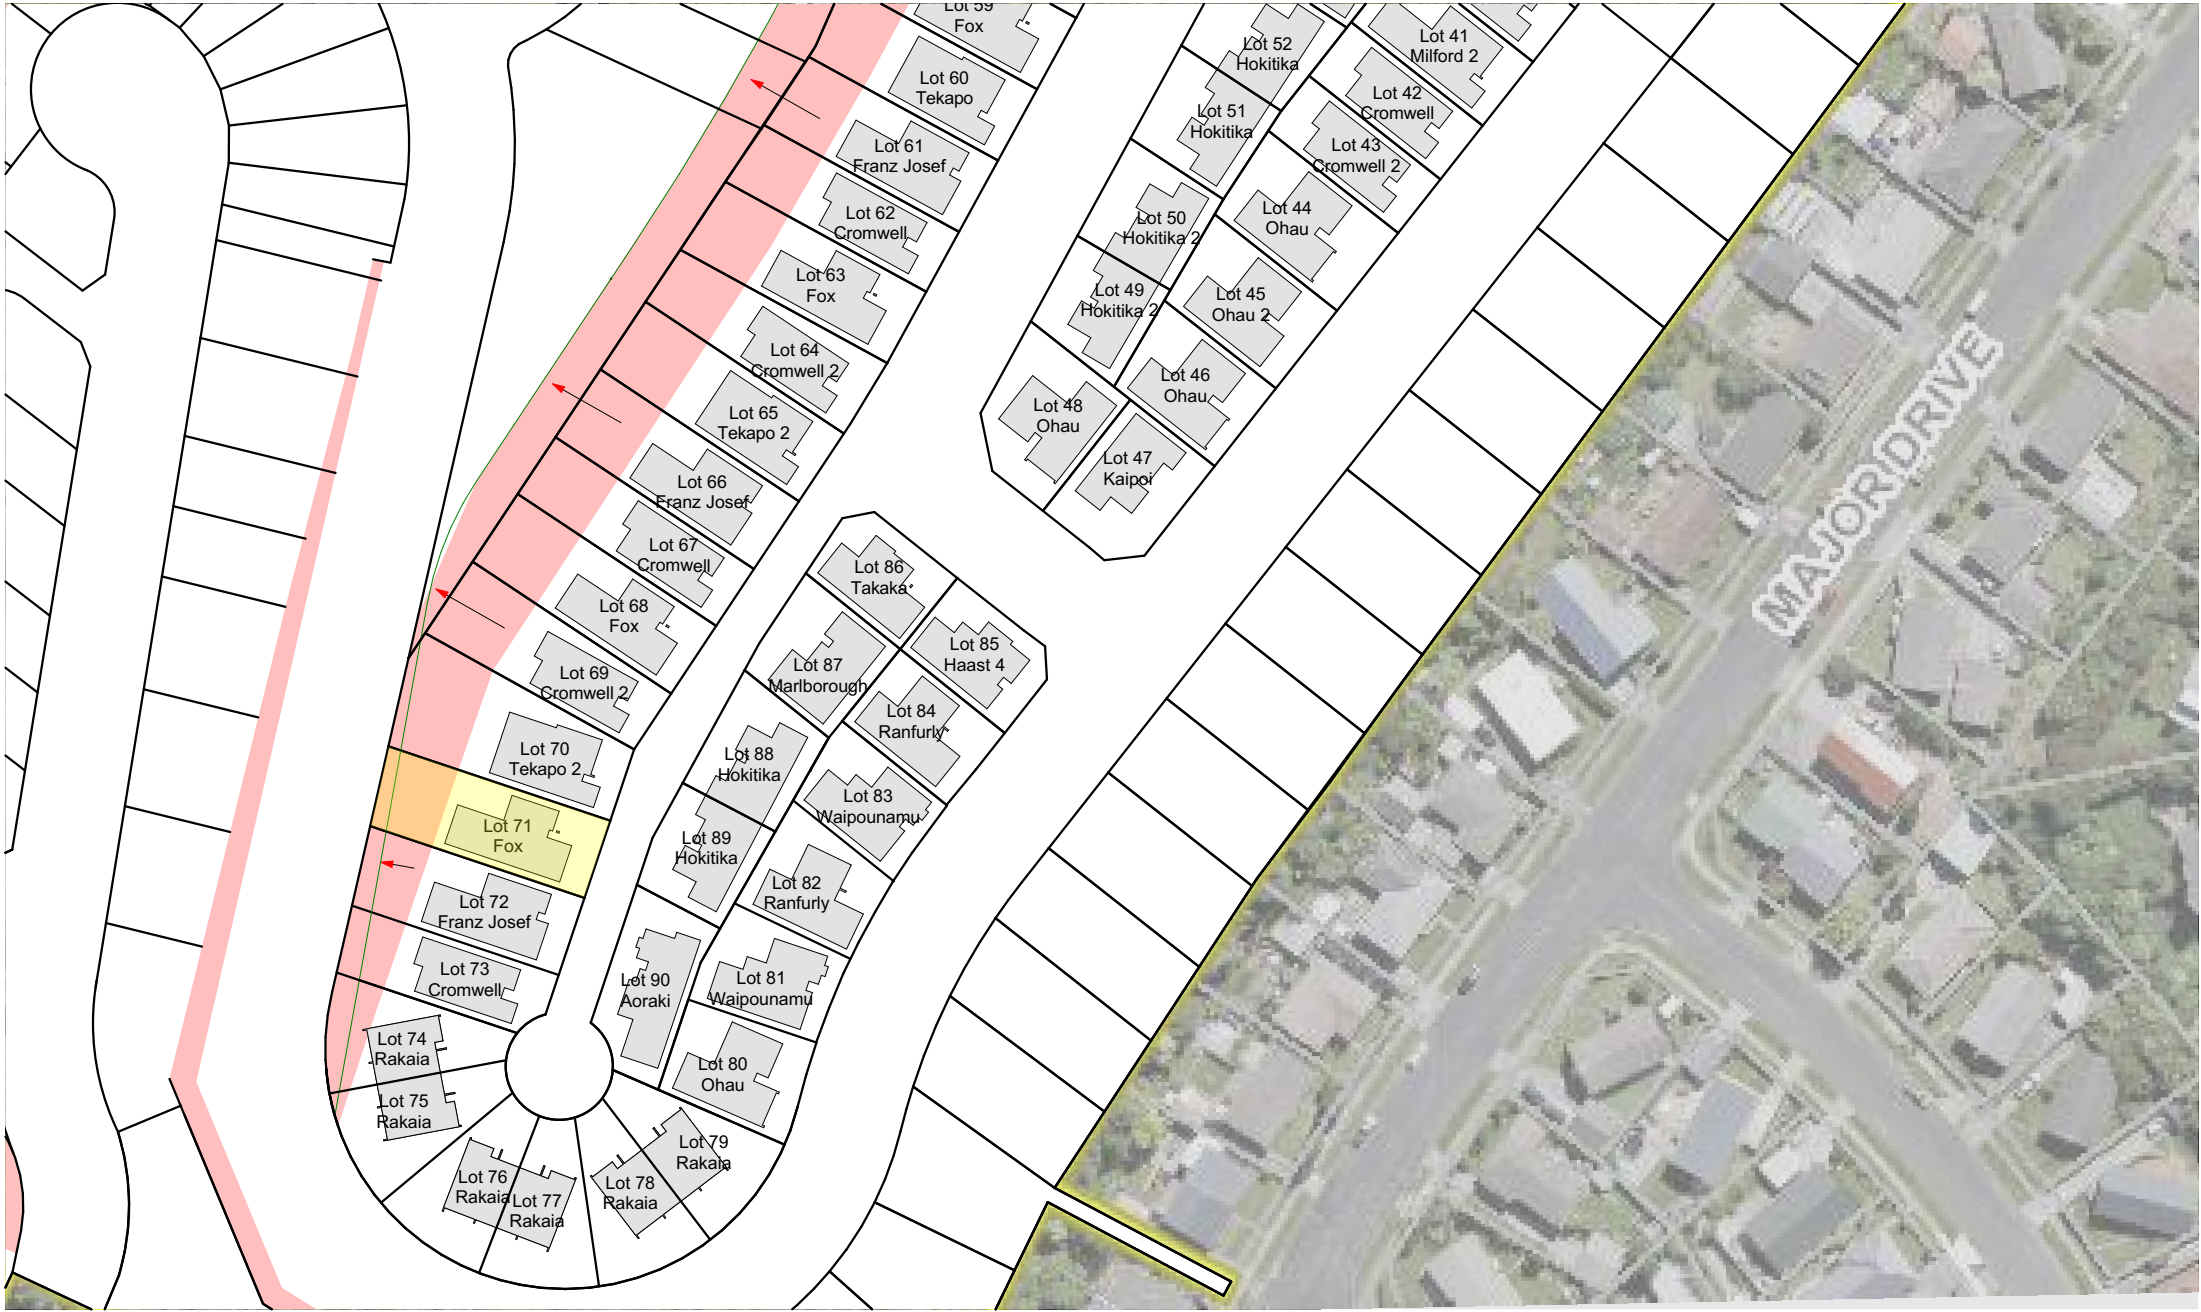 Lot 59
Fox
Lot 60
Tekapo
Lot 61
Franz Josef
Lot 62
Cromwell
Lot 63
Fox
Lot 64
Cromwell 2
Lot 65
Tekapo 2
Lot 66
Franz Josef
Lot 67
Cromwell
Lot 68
Fox
Lot 69
Cromwell 2
Lot 70
Tekapo 2
Lot 71
Fox
Lot 72
Franz Josef
Lot 73
Cromwell
Lot 74
Rakaia
Lot 75
Rakaia
Lot 76
Rakaia
Lot 77
Rakaia
Lot 78
Rakaia
Lot 79
Rakaia
Lot 80
Ohau
Lot 81
Waipounamu
Lot 82
Ranfurly
Lot 83
Waipounamu
Lot 84
Ranfurly
Lot 85
Haast 4
Lot 86
Takaka
Lot 87
Marlborough
Lot 88
Hokitika
Lot 89
Hokitika
Lot 90
Aoraki
Lot 52
Hokitika
Lot 51
Hokitika
Lot 50
Hokitika 2
Lot 49
Hokitika 2
Lot 48
Ohau
Lot 47
Kaipoi
Lot 46
Ohau
Lot 45
Ohau 2
Lot 44
Ohau
Lot 43
Cromwell 2
Lot 42
Cromwell
Lot 41
Milford 2
MAJOR DRIVE